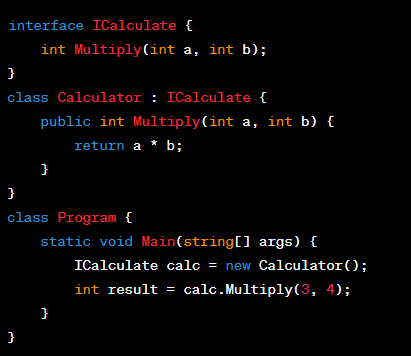 interface ICalculate {
    int Multiply(int a, int b);
}
class Calculator : ICalculate {
    public int Multiply(int a, int b) {
        return a * b;
    }
}
class Program {
    static void Main(string[] args) {
        ICalculate calc = new Calculator();
        int result = calc.Multiply(3, 4);
    }
}